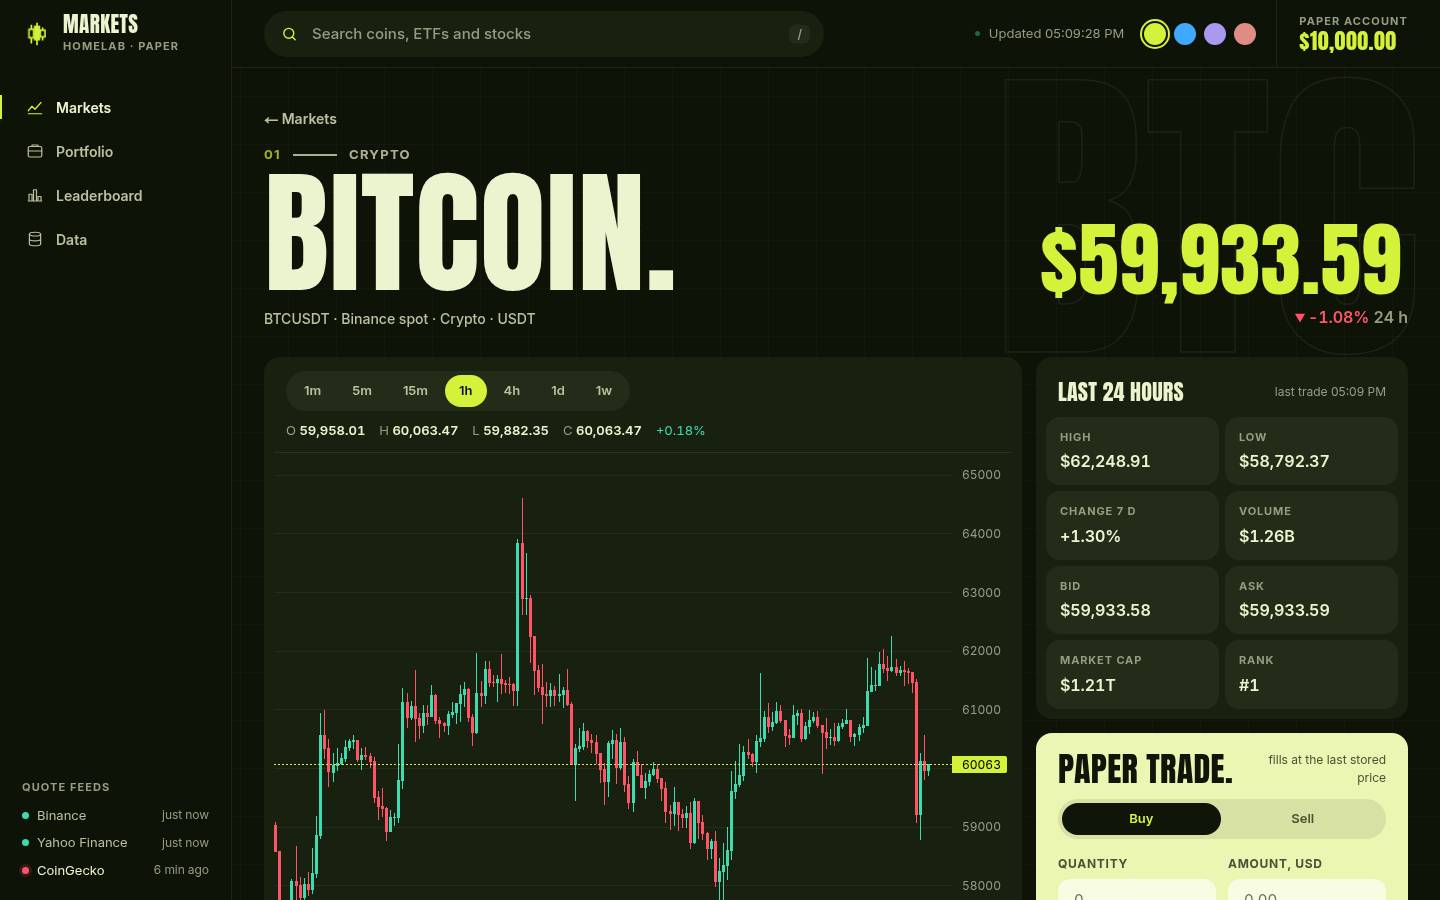 MARKETS
HOMELAB · PAPER
Search coins, ETFs and stocks
/
Updated 05:09:28 PM
PAPER ACCOUNT
$10,000.00
Markets
Portfolio
Leaderboard
Data
QUOTE FEEDS
Binance just now
Yahoo Finance just now
CoinGecko 6 min ago
BTC
← Markets
01 CRYPTO
BITCOIN.
BTCUSDT · Binance spot · Crypto · USDT
$59,933.59
▼ -1.08% 24 h
1m 5m 15m 1h 4h 1d 1w
O 59,958.01 H 60,063.47 L 59,882.35 C 60,063.47 +0.18%
65000
64000
63000
62000
61000
60063
59000
58000
LAST 24 HOURS
last trade 05:09 PM
HIGH
$62,248.91
LOW
$58,792.37
CHANGE 7 D
+1.30%
VOLUME
$1.26B
BID
$59,933.58
ASK
$59,933.59
MARKET CAP
$1.21T
RANK
#1
PAPER TRADE.
fills at the last stored
price
Buy Sell
QUANTITY
AMOUNT, USD
0
0.00